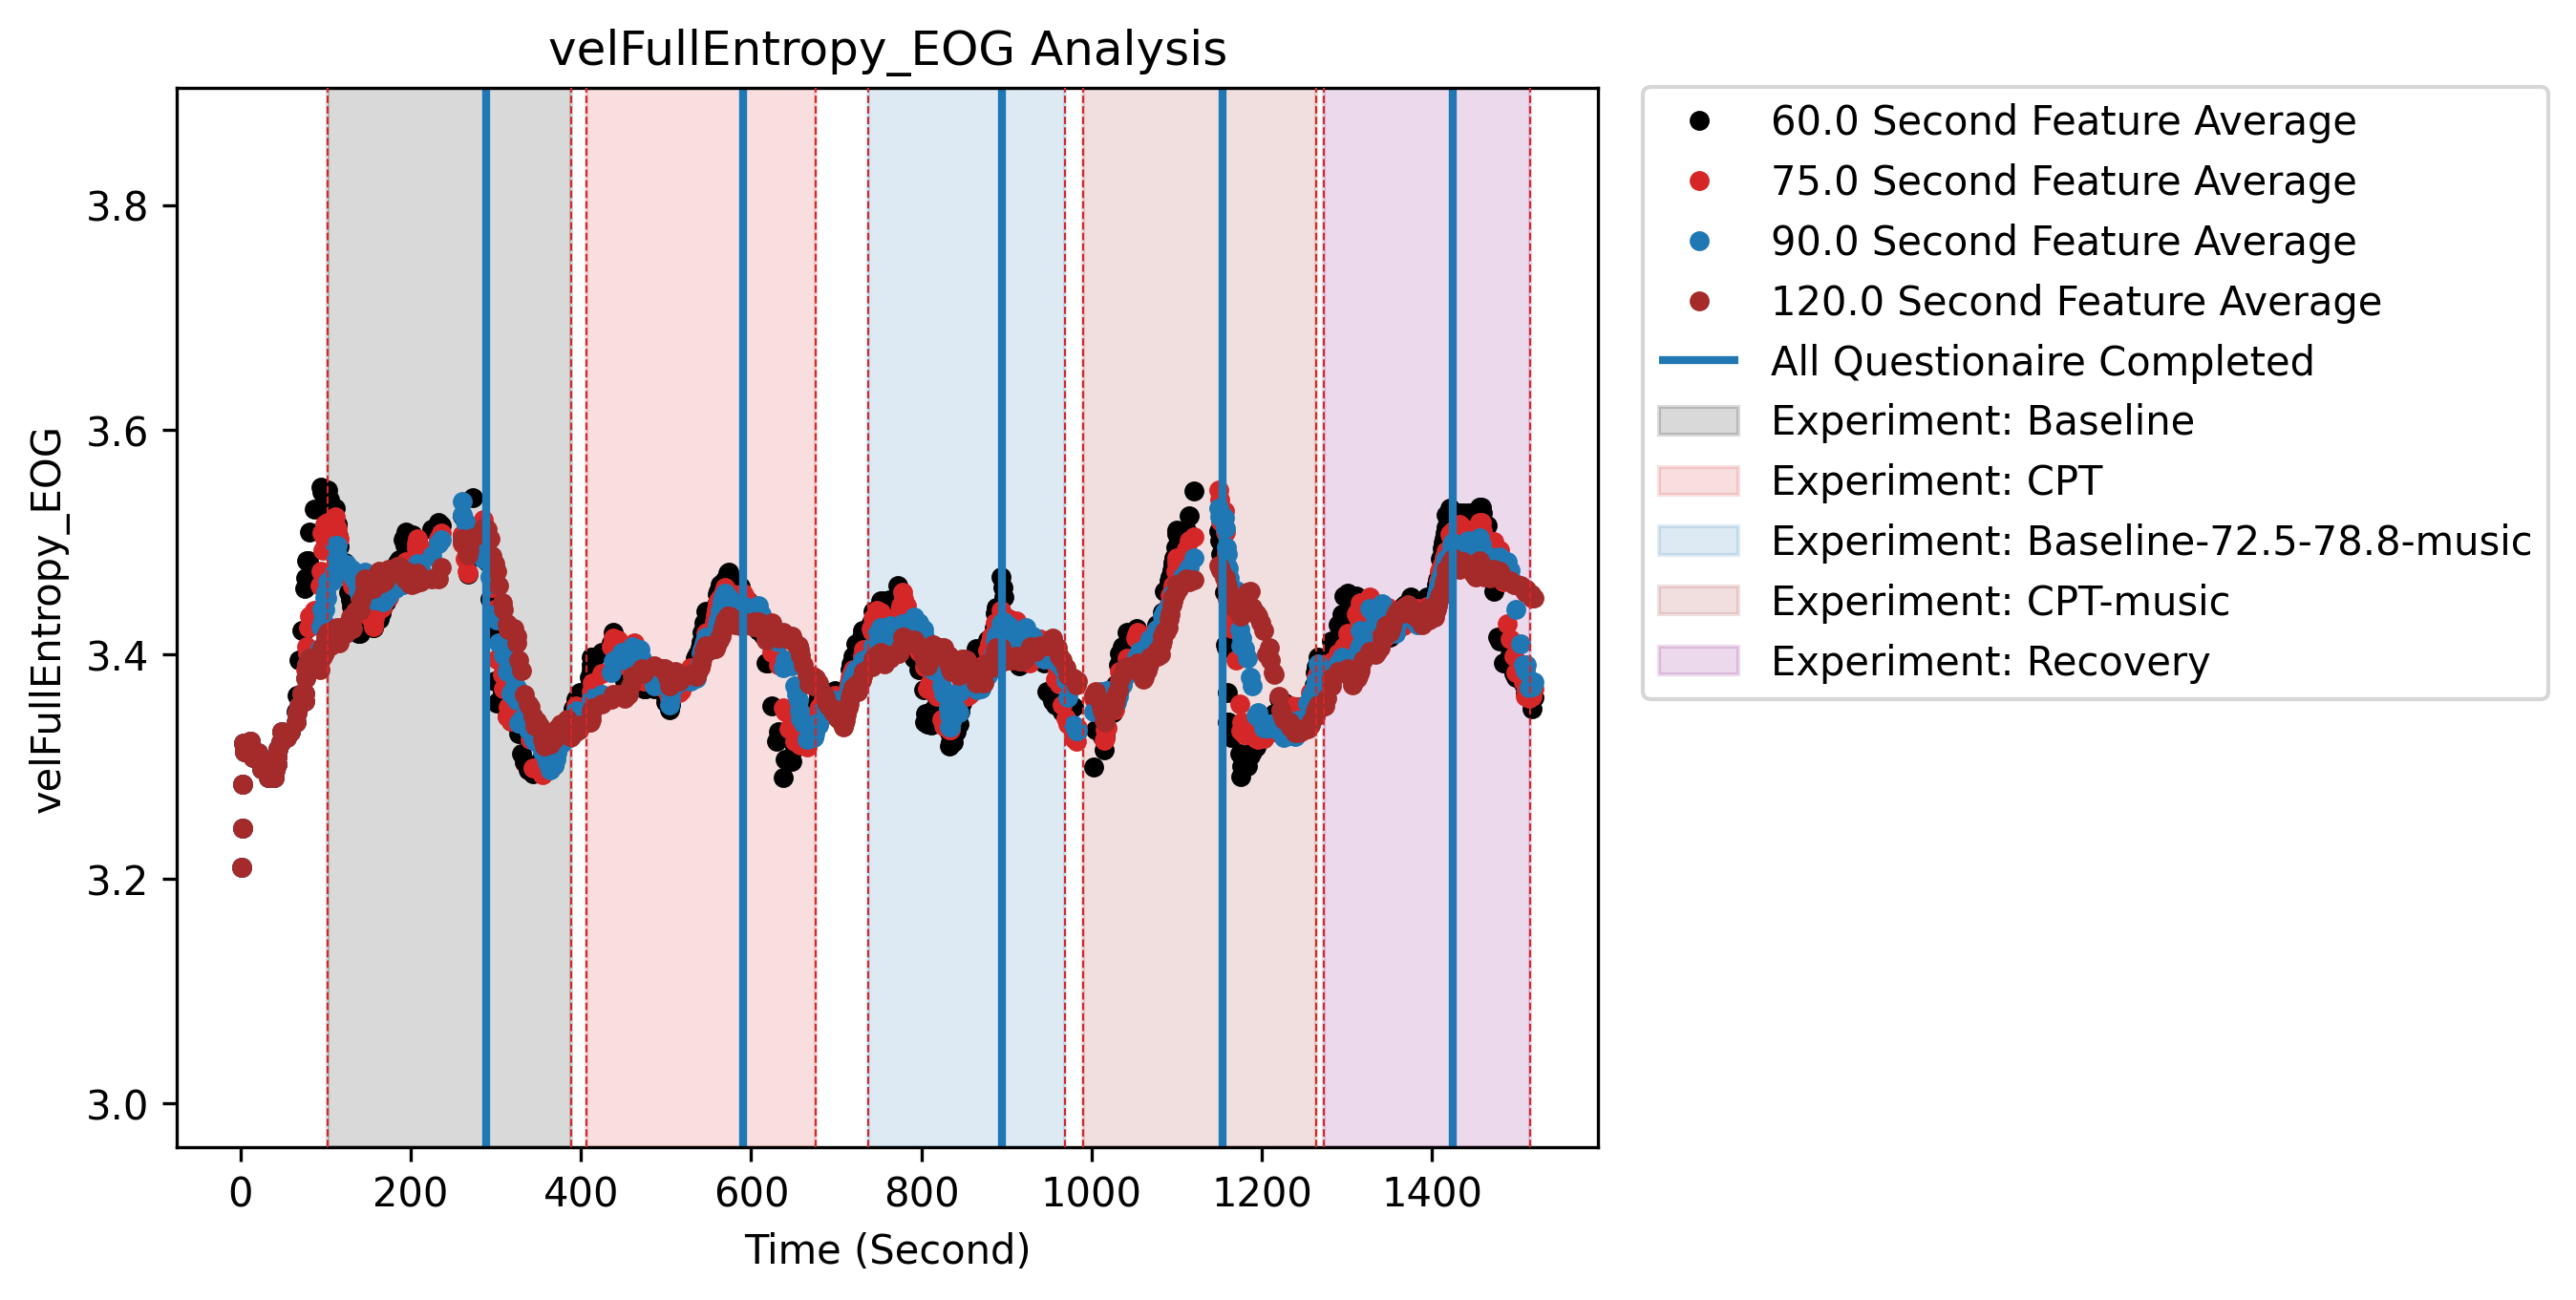 velFullEntropy_EOG Analysis
velFullEntropy_EOG
3.8
3.6
3.4
3.2
3.0
0 200 400 600 800 1000 1200 1400
Time (Second)
60.0 Second Feature Average
75.0 Second Feature Average
90.0 Second Feature Average
120.0 Second Feature Average
All Questionaire Completed
Experiment: Baseline
Experiment: CPT
Experiment: Baseline-72.5-78.8-music
Experiment: CPT-music
Experiment: Recovery